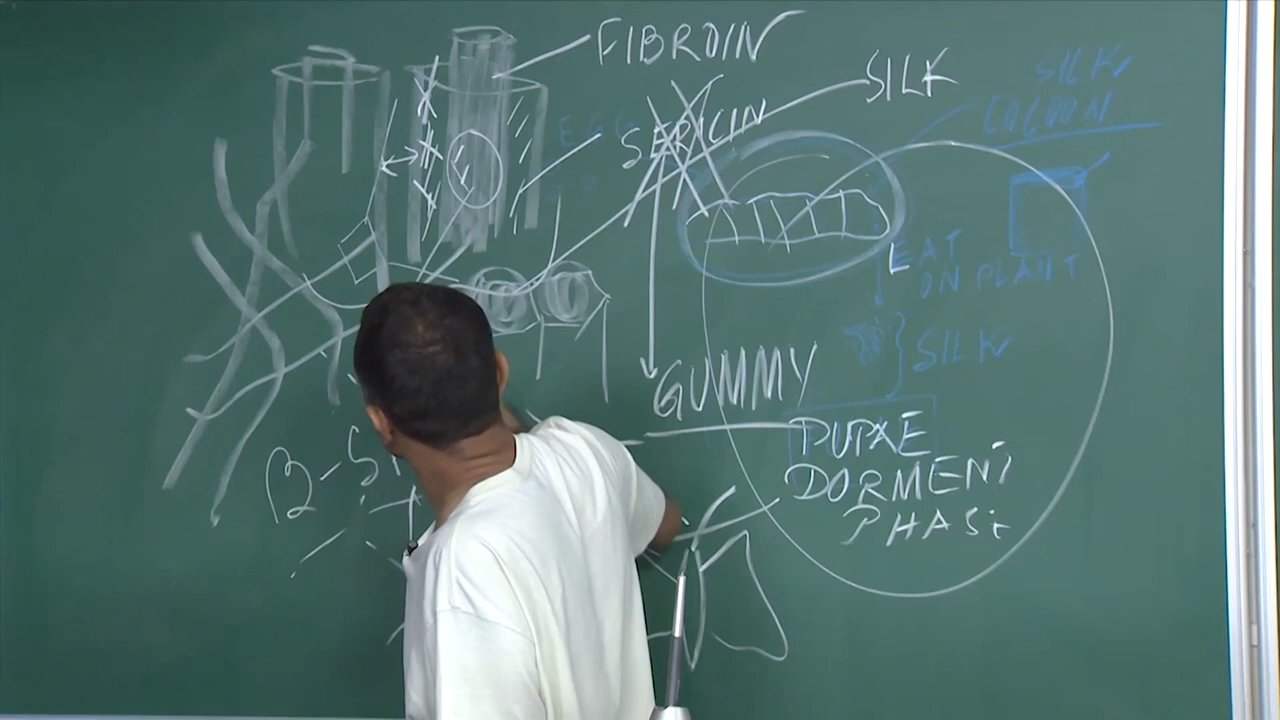 FIBROIN
SILK
SILK
COCOON
SERICIN
EAT
ON PLANT
SILK
GUMMY
PUPAE
DORMENT
PHASE
β-S